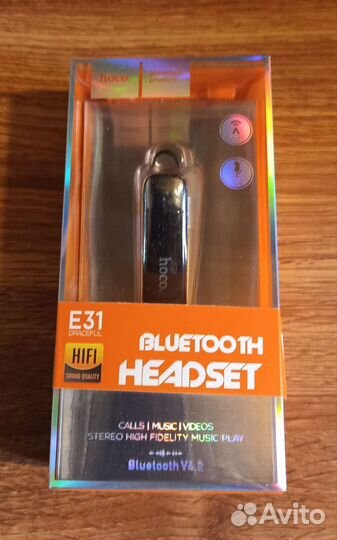 hoco.
hoco.
E31
GRACEFUL
HIFI
SOUND QUALITY
BLUETOOTH
HEADSET
CALLS | MUSIC | VIDEOS
STEREO HIGH FIDELITY MUSIC PLAY
Bluetooth V4.2
Avito